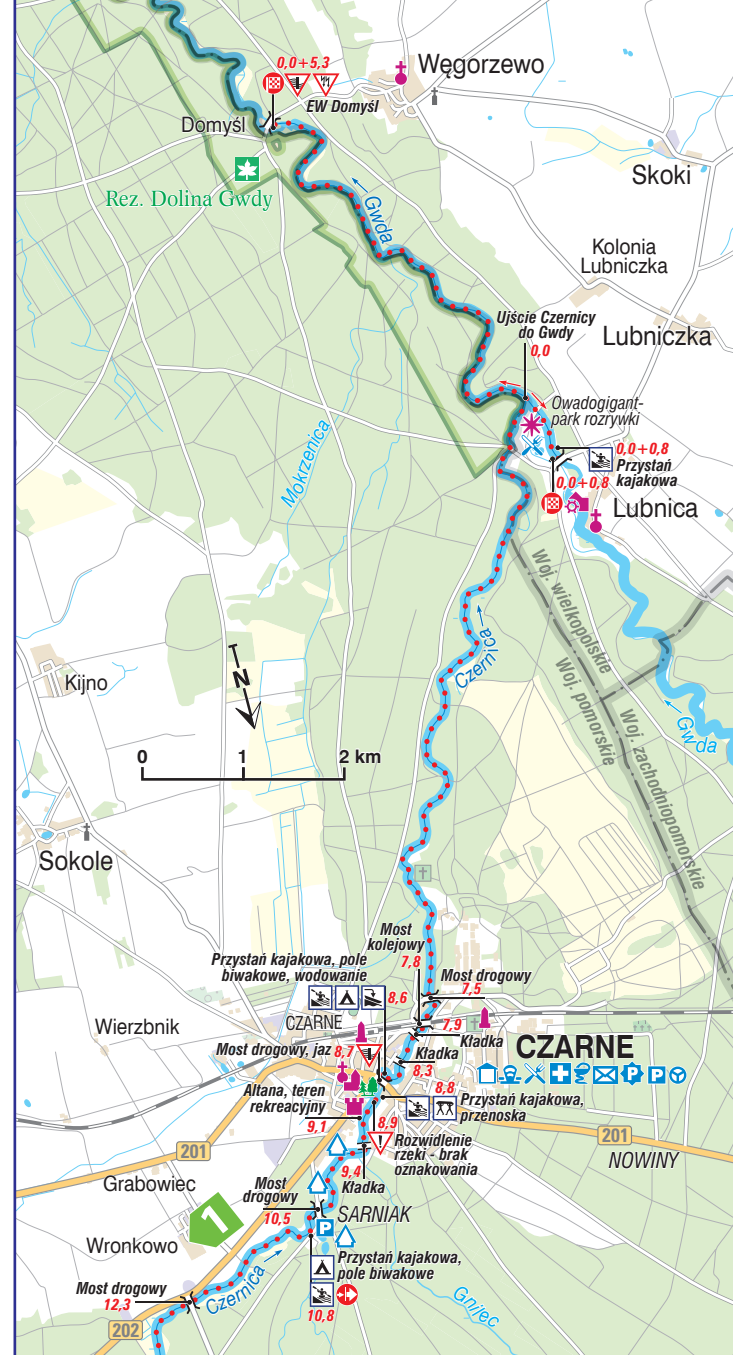 0,0+5,3
EW Domyśl
Węgorzewo
Domyśl
Skoki
Rez. Dolina Gwdy
Gwda
Kolonia
Lubniczka
Ujście Czernicy
do Gwdy
0,0
Lubniczka
Owadogigant-
park rozrywki
0,0+0,8
Przystań
kajakowa
0,0+0,8
Lubnica
Mokrzenica
Woj. wielkopolskie
Woj. pomorskie
Woj. zachodniopomorskie
Czernica
Gwda
Kijno
N
0 1 2 km
Sokole
Most
kolejowy
7,8
Przystań kajakowa, pole
biwakowe, wodowanie
8,6
Most drogowy
7,5
Wierzbnik
CZARNE
7,9
Kładka
CZARNE
Most drogowy, jaz 8,7
Kładka
8,3
P
8,8
Przystań kajakowa,
przenoska
Altana, teren
rekreacyjny
9,1
8,9
!
Rozwidlenie
rzeki - brak
oznakowania
201
201
NOWINY
9,4
Kładka
Grabowiec
Most
drogowy
10,5
1
SARNIAK
P
Wronkowo
Przystań kajakowa,
pole biwakowe
10,8
Most drogowy
12,3
Czernica
Gniłec
202